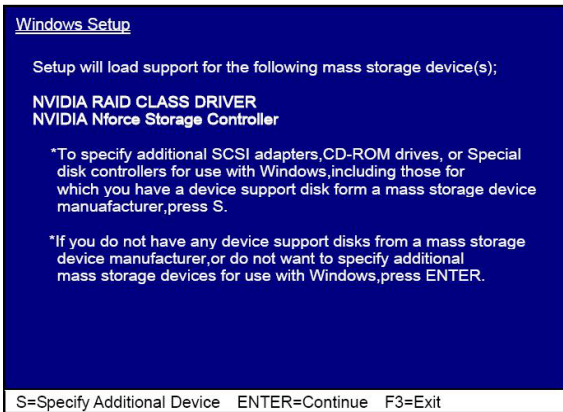 Windows Setup
Setup will load support for the following mass storage device(s);
NVIDIA RAID CLASS DRIVER
NVIDIA Nforce Storage Controller
*To specify additional SCSI adapters,CD-ROM drives, or Special
disk controllers for use with Windows,including those for
which you have a device support disk form a mass storage device
manuafacturer,press S.
*If you do not have any device support disks from a mass storage
device manufacturer,or do not want to specify additional
mass storage devices for use with Windows,press ENTER.
S=Specify Additional Device ENTER=Continue F3=Exit